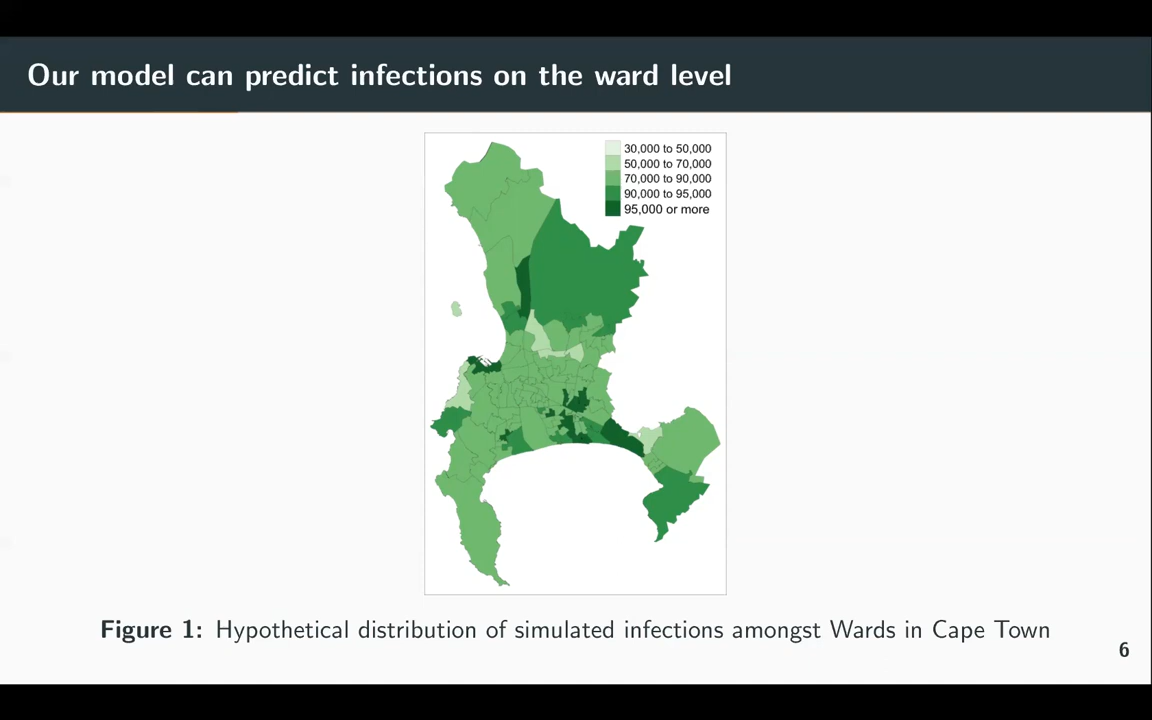 Our model can predict infections on the ward level
30,000 to 50,000
50,000 to 70,000
70,000 to 90,000
90,000 to 95,000
95,000 or more
Figure 1: Hypothetical distribution of simulated infections amongst Wards in Cape Town
6